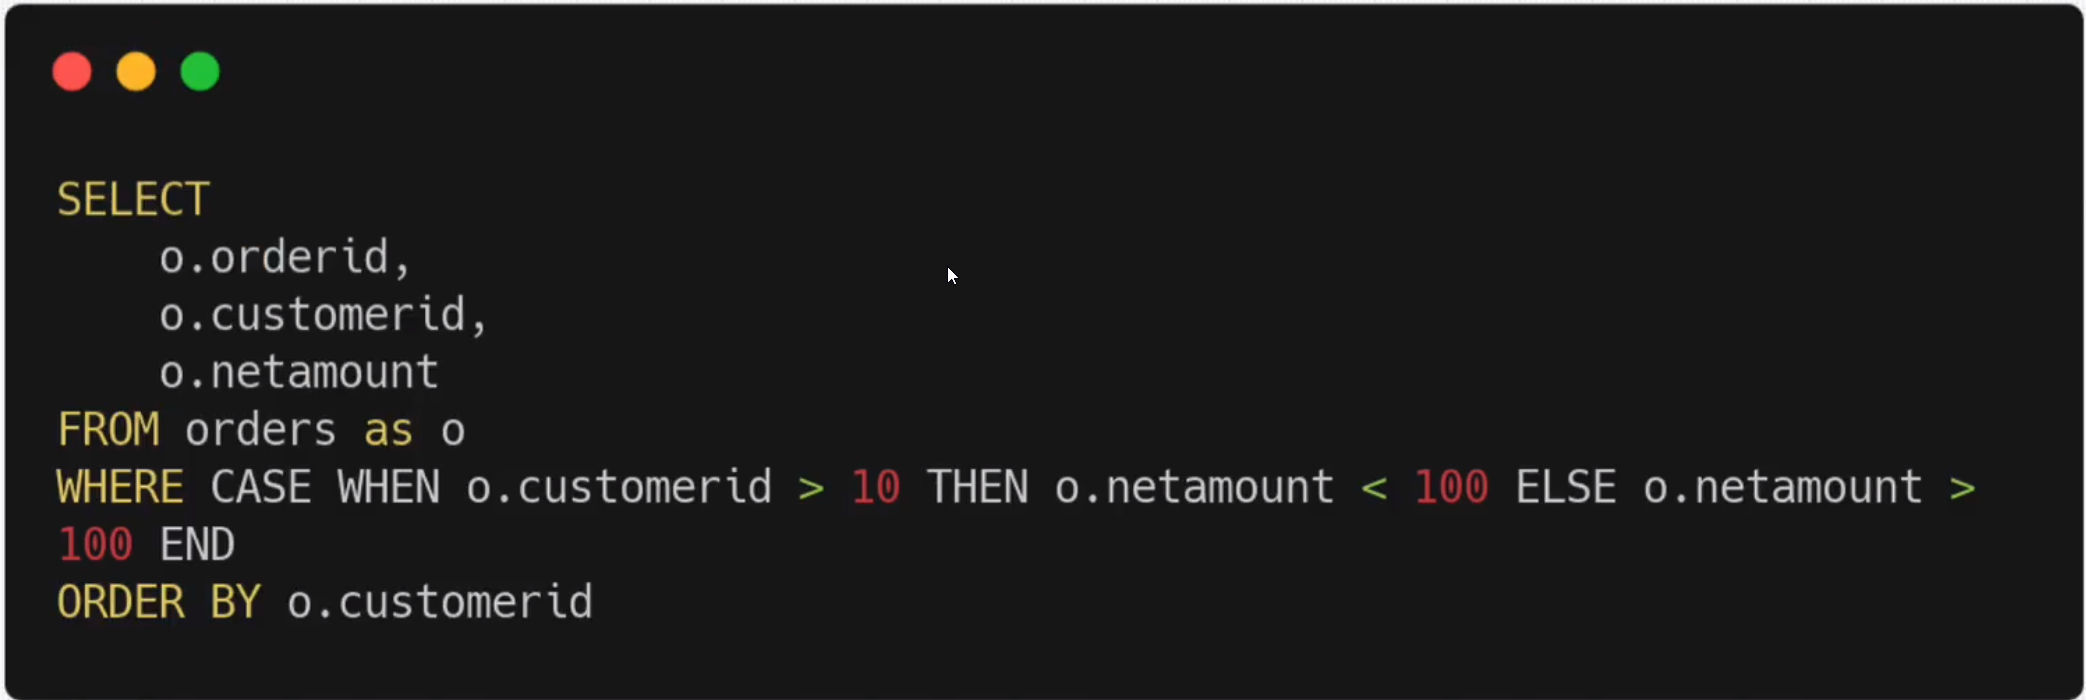 SELECT
    o.orderid,
    o.customerid,
    o.netamount
FROM orders as o
WHERE CASE WHEN o.customerid > 10 THEN o.netamount < 100 ELSE o.netamount >
100 END
ORDER BY o.customerid